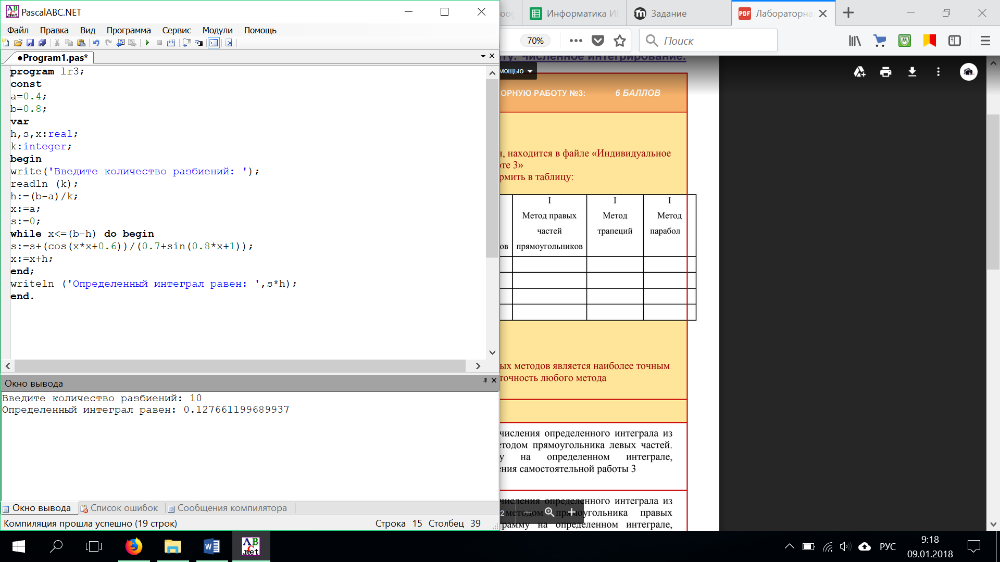 PascalABC.NET
Файл Правка Вид Программа Сервис Модули Помощь
●Program1.pas*
program lr3;
const
a=0.4;
b=0.8;
var
h,s,x:real;
k:integer;
begin
write('Введите количество разбиений: ');
readln (k);
h:=(b-a)/k;
x:=a;
s:=0;
while x<=(b-h) do begin
s:=s+(cos(x*x+0.6))/(0.7+sin(0.8*x+1));
x:=x+h;
end;
writeln ('Определенный интеграл равен: ',s*h);
end.
Окно вывода
Введите количество разбиений: 10
Определенный интеграл равен: 0.127661199689937
Окно вывода Список ошибок Сообщения компилятора
Компиляция прошла успешно (19 строк) Строка 15 Столбец 39
Информатика И
Задание
PDF Лабораторна
70%
Поиск
Численное интегрирование.
мощью
ОРНУЮ РАБОТУ №3: 6 БАЛЛОВ
н, находится в файле «Индивидуальное
оте 3»
рмить в таблицу:
ов
I
Метод правых
частей
прямоугольников
I
Метод
трапеций
I
Метод
парабол
ых методов является наиболее точным
точность любого метода
числения определенного интеграла из
етодом прямоугольника левых частей.
у на определенном интеграле,
ения самостоятельной работы 3
числения определенного интеграла из
методом прямоугольника правых
грамму на определенном интеграле,
2
РУС
9:18
09.01.2018